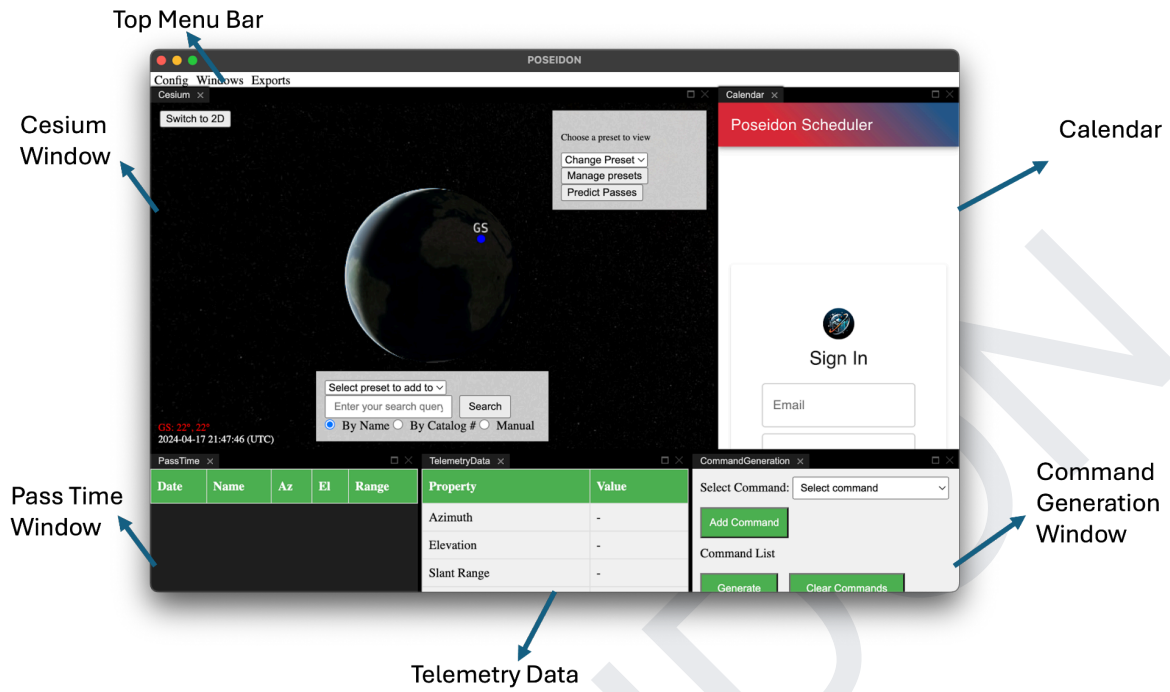 Top Menu Bar
POSEIDON
Config Windows Exports
Cesium
Calendar
Switch to 2D
Poseidon Scheduler
Choose a preset to view
Change Preset
Manage presets
Predict Passes
Cesium
Window
Calendar
GS
Sign In
Email
Select preset to add to
Enter your search query
Search
By Name By Catalog # Manual
GS: 22°, 22°
2024-04-17 21:47:46 (UTC)
PassTime
TelemetryData
CommandGeneration
Date Name Az El Range
Property Value
Azimuth -
Elevation -
Slant Range -
Select Command: Select command
Add Command
Command List
Generate Clear Commands
Pass Time
Window
Command
Generation
Window
Telemetry Data